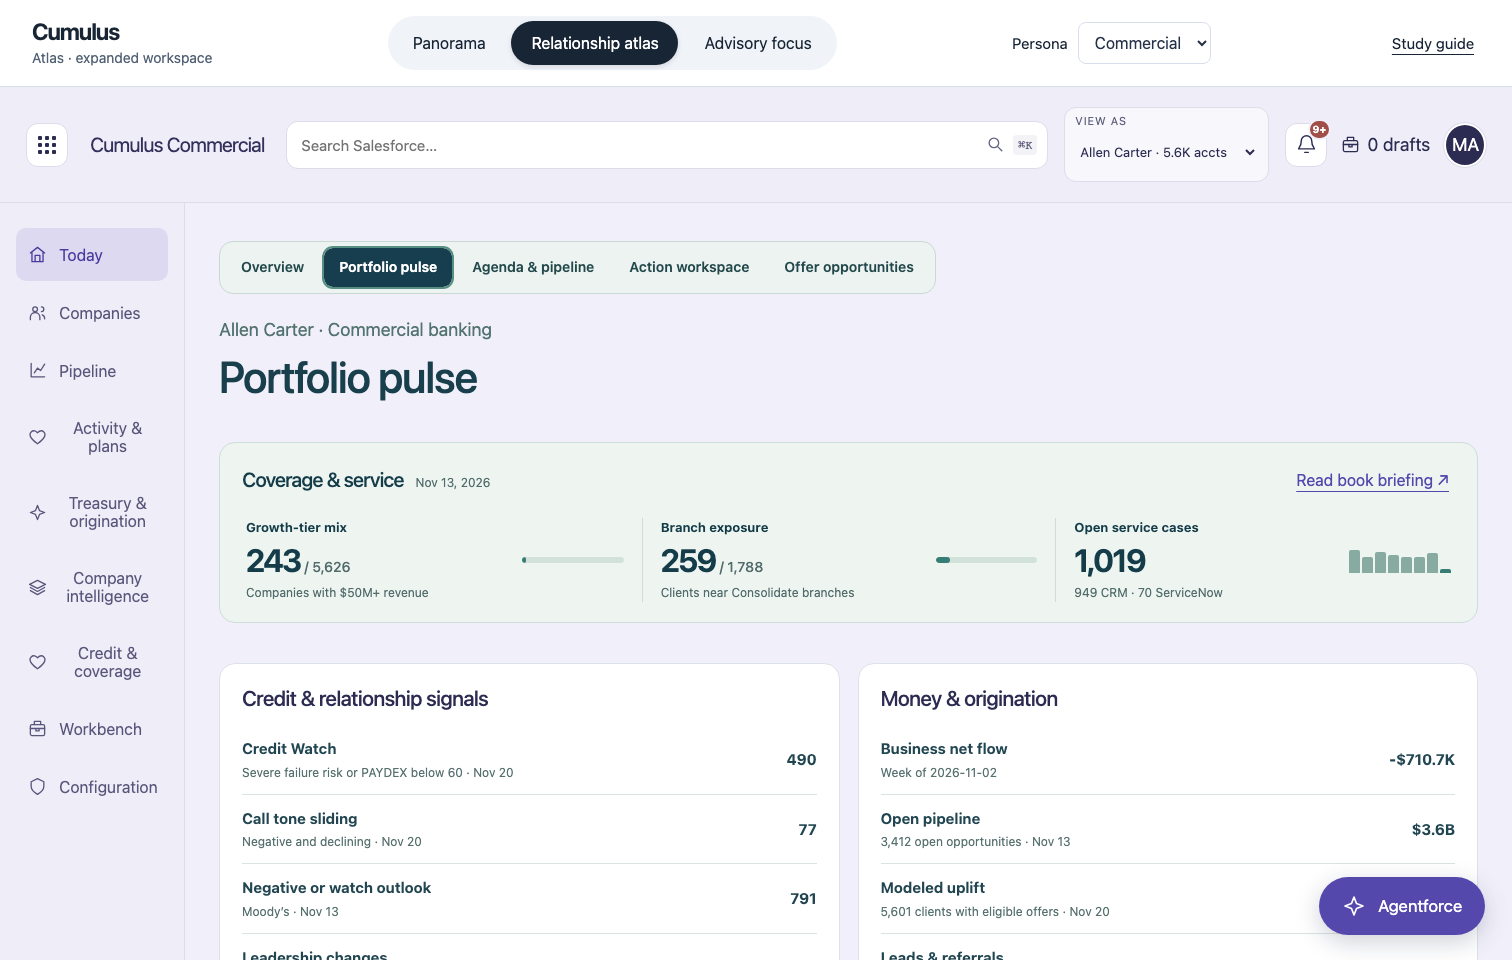 Cumulus
Atlas · expanded workspace
Panorama
Relationship atlas
Advisory focus
Persona
Commercial
Study guide
Cumulus Commercial
Search Salesforce...
⌘K
VIEW AS
Allen Carter · 5.6K accts
9+
0 drafts
MA
Today
Companies
Pipeline
Activity &
plans
Treasury &
origination
Company
intelligence
Credit &
coverage
Workbench
Configuration
Overview
Portfolio pulse
Agenda & pipeline
Action workspace
Offer opportunities
Allen Carter · Commercial banking
Portfolio pulse
Coverage & service Nov 13, 2026
Read book briefing ↗
Growth-tier mix
243 / 5,626
Companies with $50M+ revenue
Branch exposure
259 / 1,788
Clients near Consolidate branches
Open service cases
1,019
949 CRM · 70 ServiceNow
Credit & relationship signals
Credit Watch
Severe failure risk or PAYDEX below 60 · Nov 20
490
Call tone sliding
Negative and declining · Nov 20
77
Negative or watch outlook
Moody's · Nov 13
791
Leadership changes
Money & origination
Business net flow
Week of 2026-11-02
-$710.7K
Open pipeline
3,412 open opportunities · Nov 13
$3.6B
Modeled uplift
5,601 clients with eligible offers · Nov 20
Leads & referrals
Agentforce